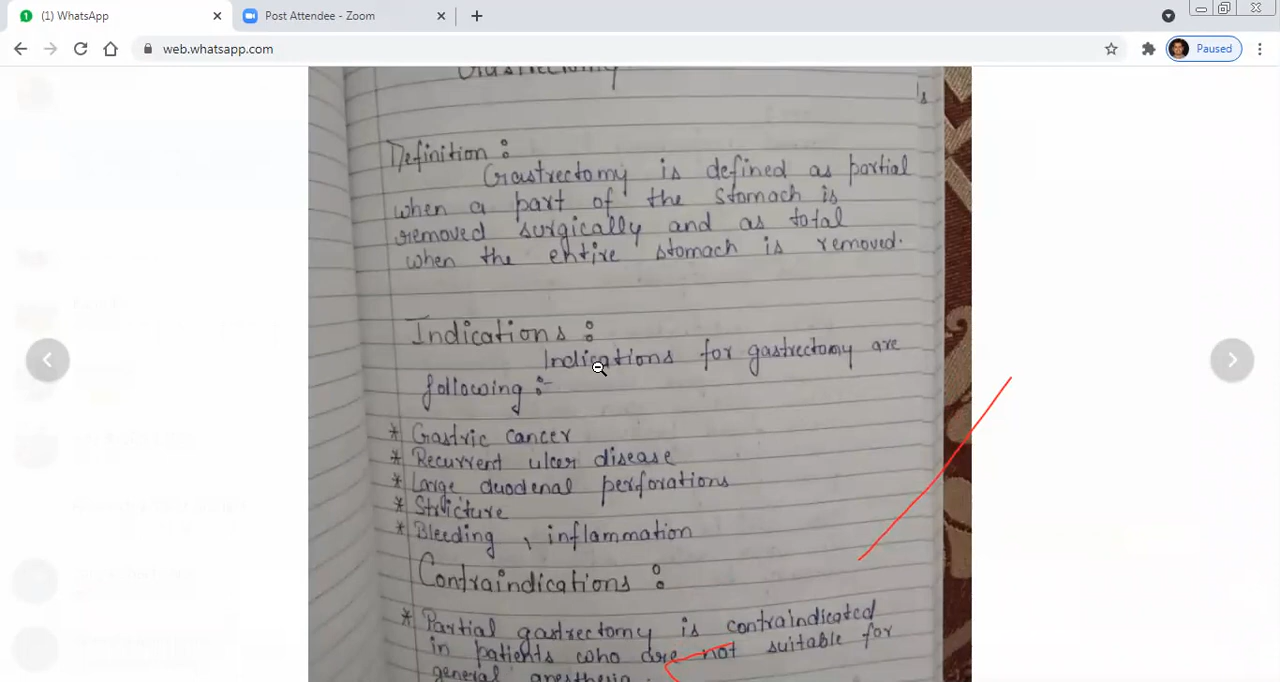 (1) WhatsApp
Post Attendee - Zoom
web.whatsapp.com
Paused
Gastrectomy
Definition :
Gastrectomy is defined as partial
when a part of the stomach is
removed surgically and as total
when the entire stomach is removed.
Indications :
Indications for gastrectomy are
following :-
* Gastric cancer
* Recurrent ulcer disease
* Large duodenal perforations
* Stricture
* Bleeding , inflammation
Contraindications :
* Partial gastrectomy is contraindicated
in patients who are not suitable for
general anesthesia.